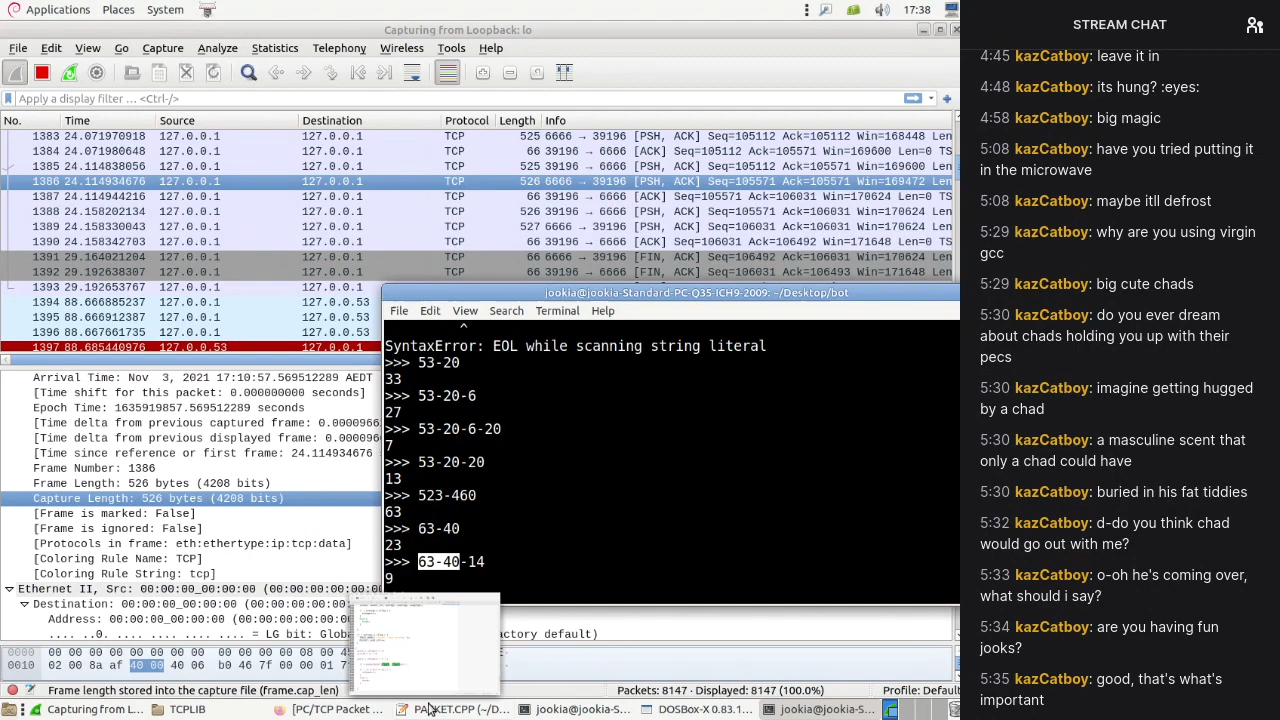 Applications Places System 17:38
Capturing from Loopback: lo
File Edit View Go Capture Analyze Statistics Telephony Wireless Tools Help
Apply a display filter ... <Ctrl-/>
No. Time Source Destination Protocol Length Info
1383 24.071970918 127.0.0.1 127.0.0.1 TCP 525 6666 → 39196 [PSH, ACK] Seq=105112 Ack=105112 Win=168448 Len
1384 24.071980648 127.0.0.1 127.0.0.1 TCP 66 39196 → 6666 [ACK] Seq=105112 Ack=105571 Win=169600 Len=0 TS
1385 24.114838056 127.0.0.1 127.0.0.1 TCP 525 39196 → 6666 [PSH, ACK] Seq=105112 Ack=105571 Win=169600 Len
1386 24.114934676 127.0.0.1 127.0.0.1 TCP 526 6666 → 39196 [PSH, ACK] Seq=105571 Ack=105571 Win=169472 Len
1387 24.114944216 127.0.0.1 127.0.0.1 TCP 66 39196 → 6666 [ACK] Seq=105571 Ack=106031 Win=170624 Len=0 TS
1388 24.158202134 127.0.0.1 127.0.0.1 TCP 526 39196 → 6666 [PSH, ACK] Seq=105571 Ack=106031 Win=170624 Len
1389 24.158330043 127.0.0.1 127.0.0.1 TCP 527 6666 → 39196 [PSH, ACK] Seq=106031 Ack=106031 Win=170624 Len
1390 24.158342703 127.0.0.1 127.0.0.1 TCP 66 39196 → 6666 [ACK] Seq=106031 Ack=106492 Win=171648 Len=0 TS
1391 29.164021204 127.0.0.1 127.0.0.1 TCP 66 6666 → 39196 [FIN, ACK] Seq=106492 Ack=106031 Win=170624 Len
1392 29.192638307 127.0.0.1 127.0.0.1 TCP 66 39196 → 6666 [FIN, ACK] Seq=106031 Ack=106493 Win=171648 Len
1393
1394 88.666885237 127.0.0.1 127.0.0.53
1395 88.666912387 127.0.0.1 127.0.0.53
1396 88.667661735 127.0.0.1 127.0.0.53
1397 88.685440976 127.0.0.53 127.0.0.1
Arrival Time: Nov 3, 2021 17:10:57.569512289 AEDT
[Time shift for this packet: 0.000000000
Epoch Time: 1635919857.569512289 seconds
[Time delta from previous captured frame: 0.0000966
[Time delta from previous displayed frame: 0.000096
[Time since reference or first frame: 24.114934676
Frame Number: 1386
Frame Length: 526 bytes (4208 bits)
Capture Length: 526 bytes (4208 bits)
[Frame is marked: False]
[Frame is ignored: False]
[Protocols in frame: eth:ethertype:ip:tcp:data]
[Coloring Rule Name: TCP]
[Coloring Rule String: tcp]
Ethernet II, Src: 00:00:00_00:00:00 (00:00:00:00:00
Destination: 00:00:00_00:00:00 (00:00:00
Address: 00:00:00_00:00:00 (00:00:00
= LG bit: Globa
actory default)
0000 00 00 00 00 00 00 00 00
0010 02 00
40 00 40 06
Frame length stored into the capture file (frame.cap
Packets: 8147 · Displayed: 8147 (100.0%)
Profile: Default
Capturing from L...
TCPLIB
[PC/TCP Packet ...
PACKET.CPP (~/D...
jookia@jookia-S...
DOSBOX 0.83.1...
jookia@jookia-S...
jookia@jookia-Standard-PC-Q35-ICH9-2009: ~/Desktop/bot
File Edit View Search Terminal Help
^
SyntaxError: EOL while scanning string literal
>>> 53-20
33
>>> 53-20-6
27
>>> 53-20-6-20
7
>>> 53-20-20
13
>>> 523-460
63
>>> 63-40
23
>>> 63-40-14
9
STREAM CHAT
4:45 kazCatboy: leave it in
4:48 kazCatboy: its hung? :eyes:
4:58 kazCatboy: big magic
5:08 kazCatboy: have you tried putting it
in the microwave
5:08 kazCatboy: maybe itll defrost
5:29 kazCatboy: why are you using virgin
gcc
5:29 kazCatboy: big cute chads
5:30 kazCatboy: do you ever dream
about chads holding you up with their
pecs
5:30 kazCatboy: imagine getting hugged
by a chad
5:30 kazCatboy: a masculine scent that
only a chad could have
5:30 kazCatboy: buried in his fat tiddies
5:32 kazCatboy: d-do you think chad
would go out with me?
5:33 kazCatboy: o-oh he's coming over,
what should i say?
5:34 kazCatboy: are you having fun
jooks?
5:35 kazCatboy: good, that's what's
important